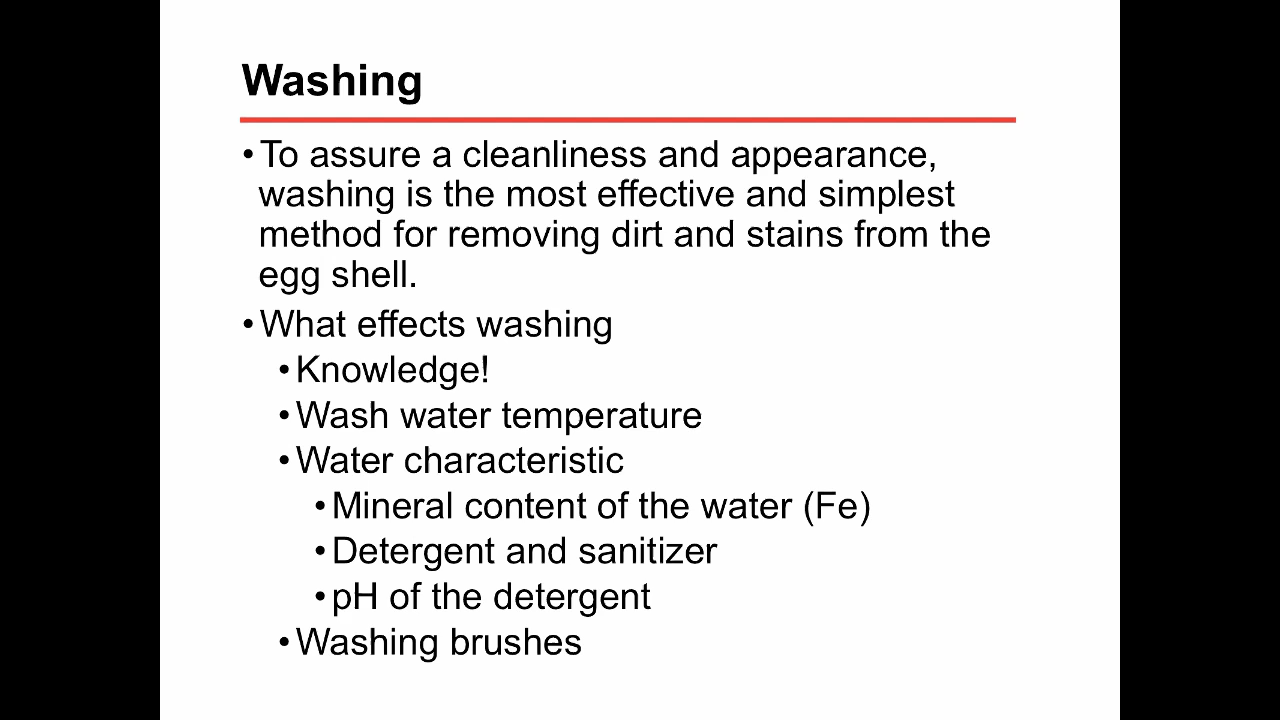 Washing
• To assure a cleanliness and appearance,
washing is the most effective and simplest
method for removing dirt and stains from the
egg shell.
• What effects washing
• Knowledge!
• Wash water temperature
• Water characteristic
• Mineral content of the water (Fe)
• Detergent and sanitizer
• pH of the detergent
• Washing brushes